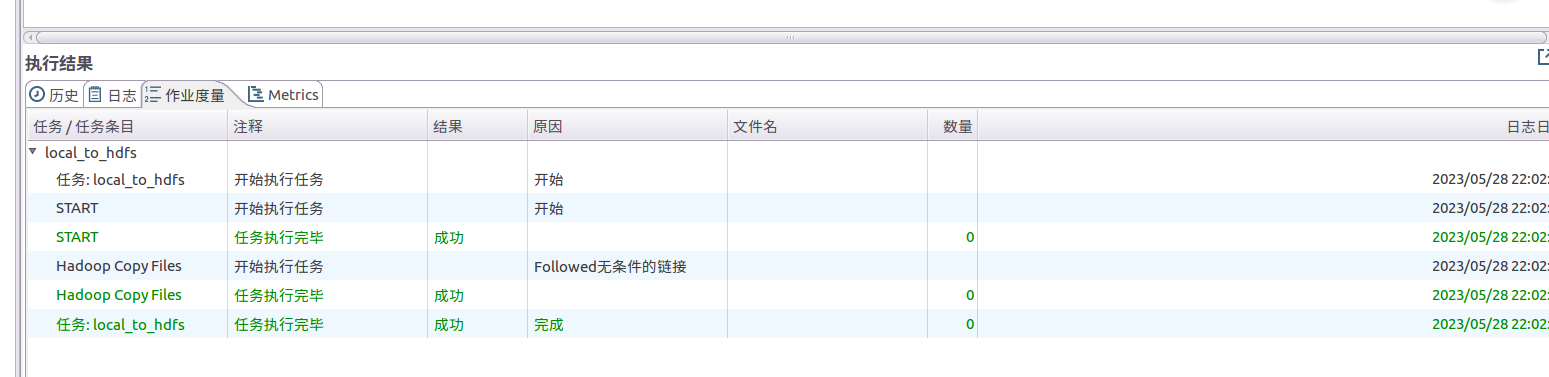 执行结果
历史 日志 作业度量 Metrics
任务 / 任务条目 注释 结果 原因 文件名 数量 日志日
local_to_hdfs
任务: local_to_hdfs 开始执行任务 开始 2023/05/28 22:02:
START 开始执行任务 开始 2023/05/28 22:02:
START 任务执行完毕 成功 0 2023/05/28 22:02:
Hadoop Copy Files 开始执行任务 Followed无条件的链接 2023/05/28 22:02:
Hadoop Copy Files 任务执行完毕 成功 0 2023/05/28 22:02:
任务: local_to_hdfs 任务执行完毕 成功 完成 0 2023/05/28 22:02: